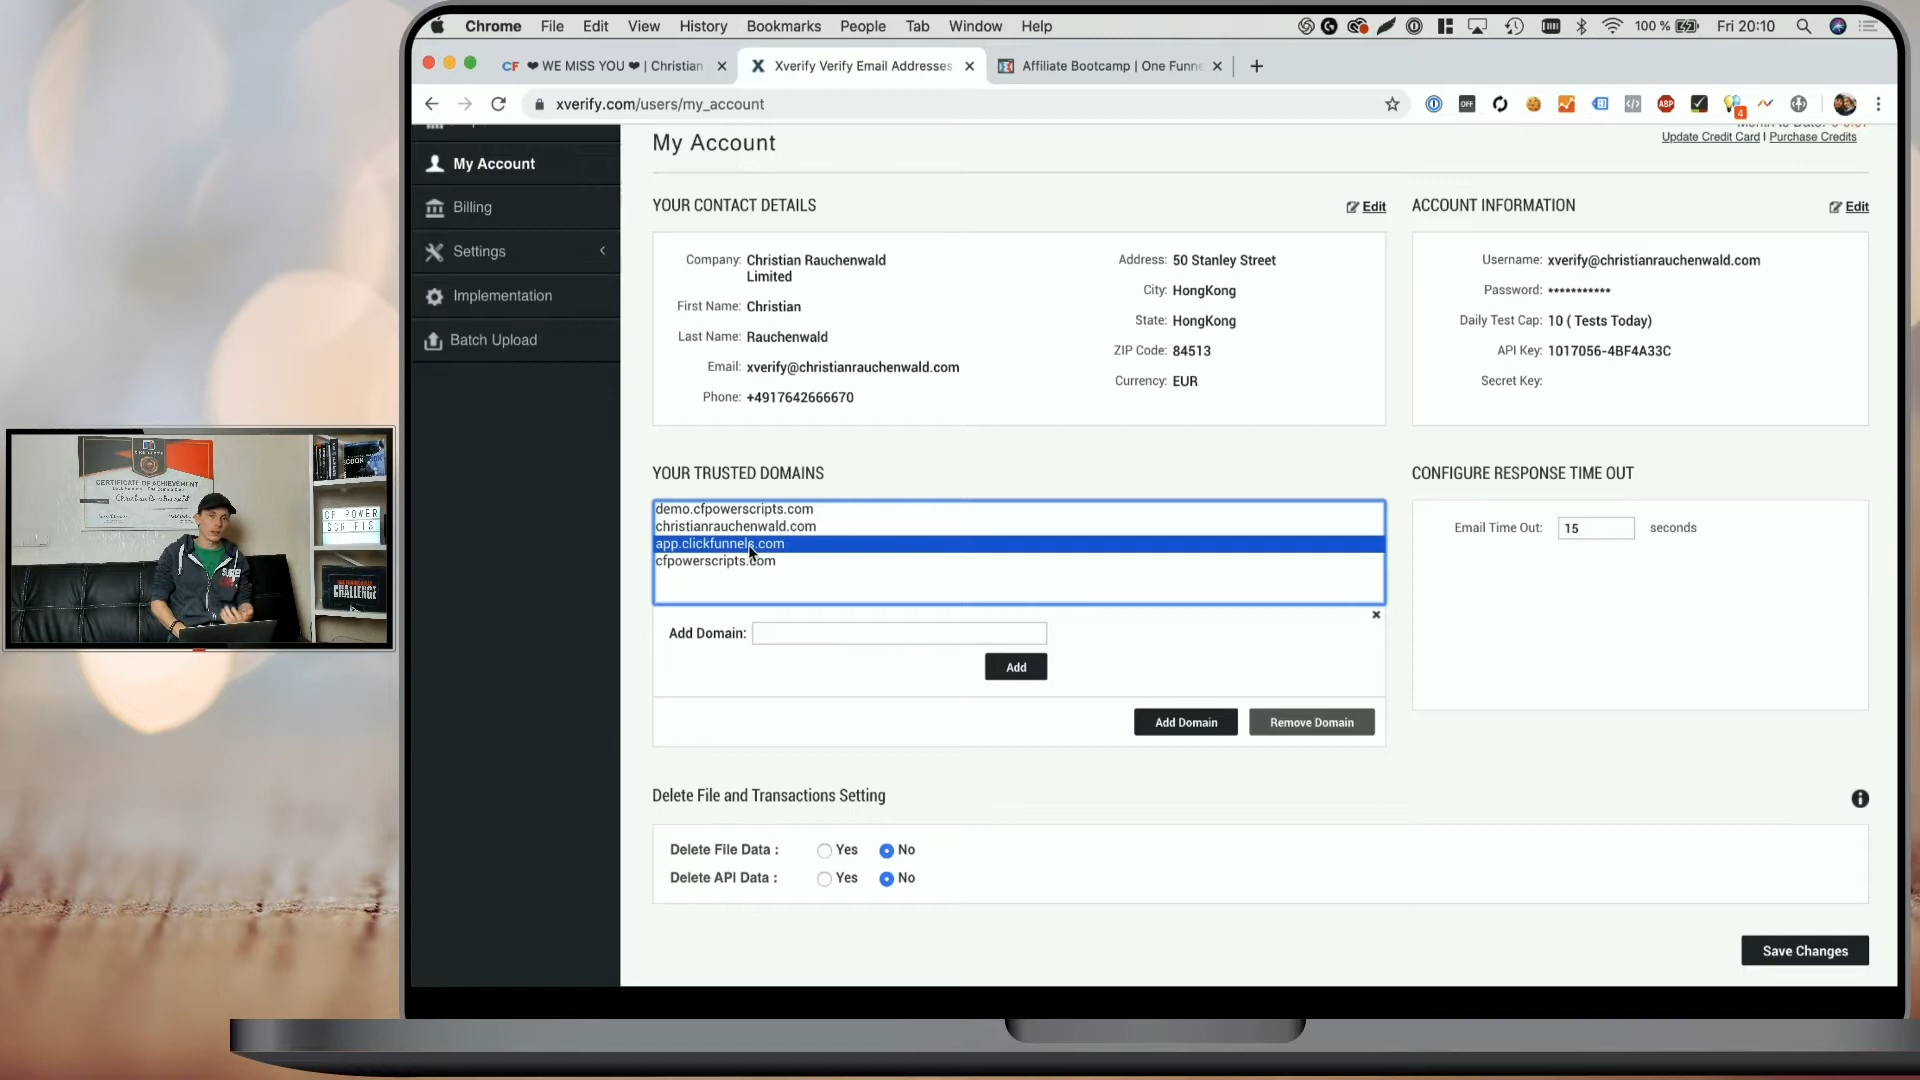 Chrome File Edit View History Bookmarks People Tab Window Help
100 % Fri 20:10
CF ❤ WE MISS YOU ❤ | Christian
Xverify Verify Email Addresses
Affiliate Bootcamp | One Funne
xverify.com/users/my_account
OFF ABP 4
My Account
Update Credit Card | Purchase Credits
My Account
Billing
Settings
Implementation
Batch Upload
YOUR CONTACT DETAILS
Edit
Company: Christian Rauchenwald
Limited
First Name: Christian
Last Name: Rauchenwald
Email: xverify@christianrauchenwald.com
Phone: +4917642666670
Address: 50 Stanley Street
City: HongKong
State: HongKong
ZIP Code: 84513
Currency: EUR
ACCOUNT INFORMATION
Edit
Username: xverify@christianrauchenwald.com
Password: ***********
Daily Test Cap: 10 ( Tests Today)
API Key: 1017056-4BF4A33C
Secret Key:
YOUR TRUSTED DOMAINS
demo.cfpowerscripts.com
christianrauchenwald.com
app.clickfunnels.com
cfpowerscripts.com
Add Domain:
Add
Add Domain
Remove Domain
CONFIGURE RESPONSE TIME OUT
Email Time Out: 15 seconds
Delete File and Transactions Setting
Delete File Data : Yes No
Delete API Data : Yes No
Save Changes
CERTIFICATE OF ACHIEVEMENT
CF POWER
SCRIPTS
CHALLENGE